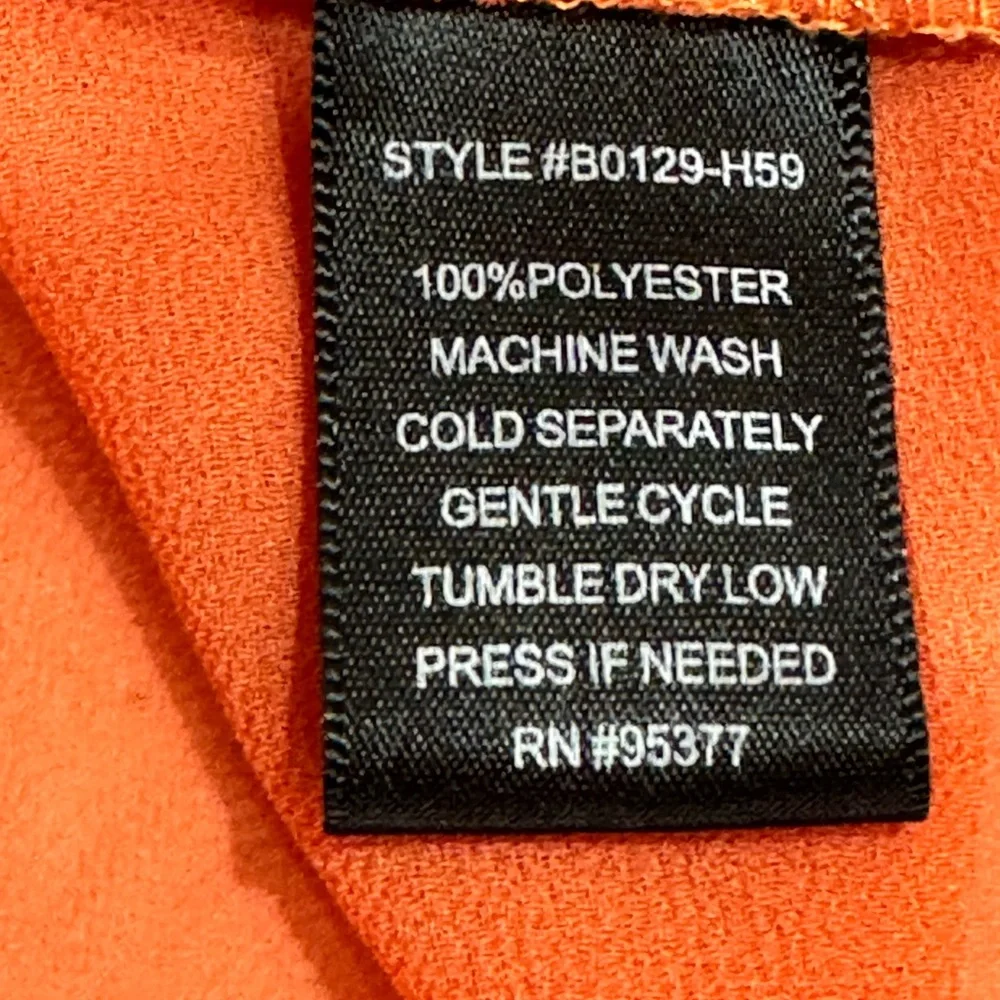 STYLE #B0129-H59
100%POLYESTER
MACHINE WASH
COLD SEPARATELY
GENTLE CYCLE
TUMBLE DRY LOW
PRESS IF NEEDED
RN #95377